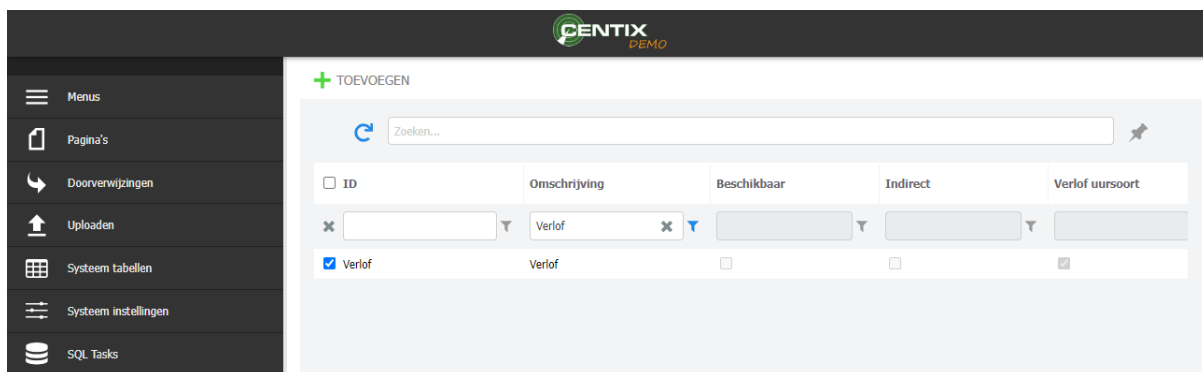 CENTIX
DEMO
TOEVOEGEN
Menus
Zoeken...
Pagina's
Doorverwijzingen
ID Omschrijving Beschikbaar Indirect Verlof uursoort
Uploaden
Verlof
Systeem tabellen
Verlof Verlof
Systeem instellingen
SQL Tasks